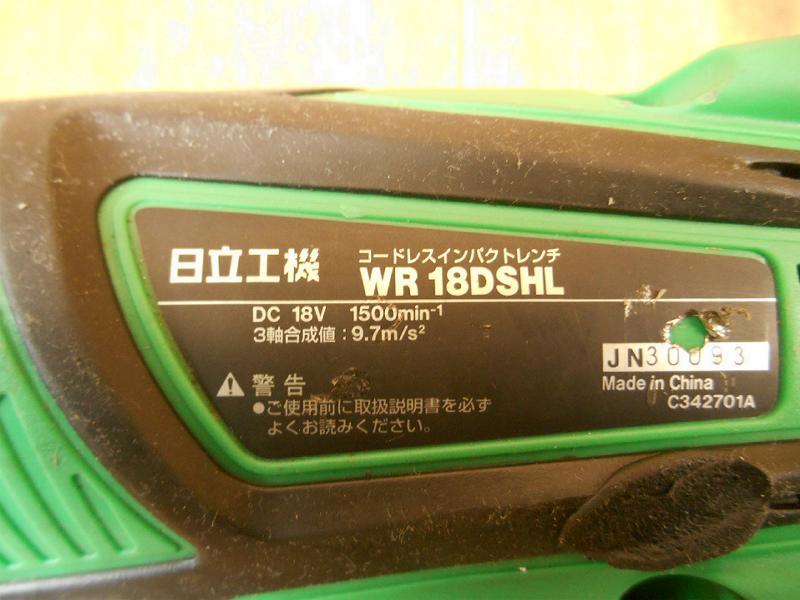 日立工機
コードレスインパクトレンチ
WR 18DSHL
DC 18V 1500min⁻¹
3軸合成値：9.7m/s²
JN30093
Made in China
C342701A
⚠警告
●ご使用前に取扱説明書を必ず
よくお読みください。